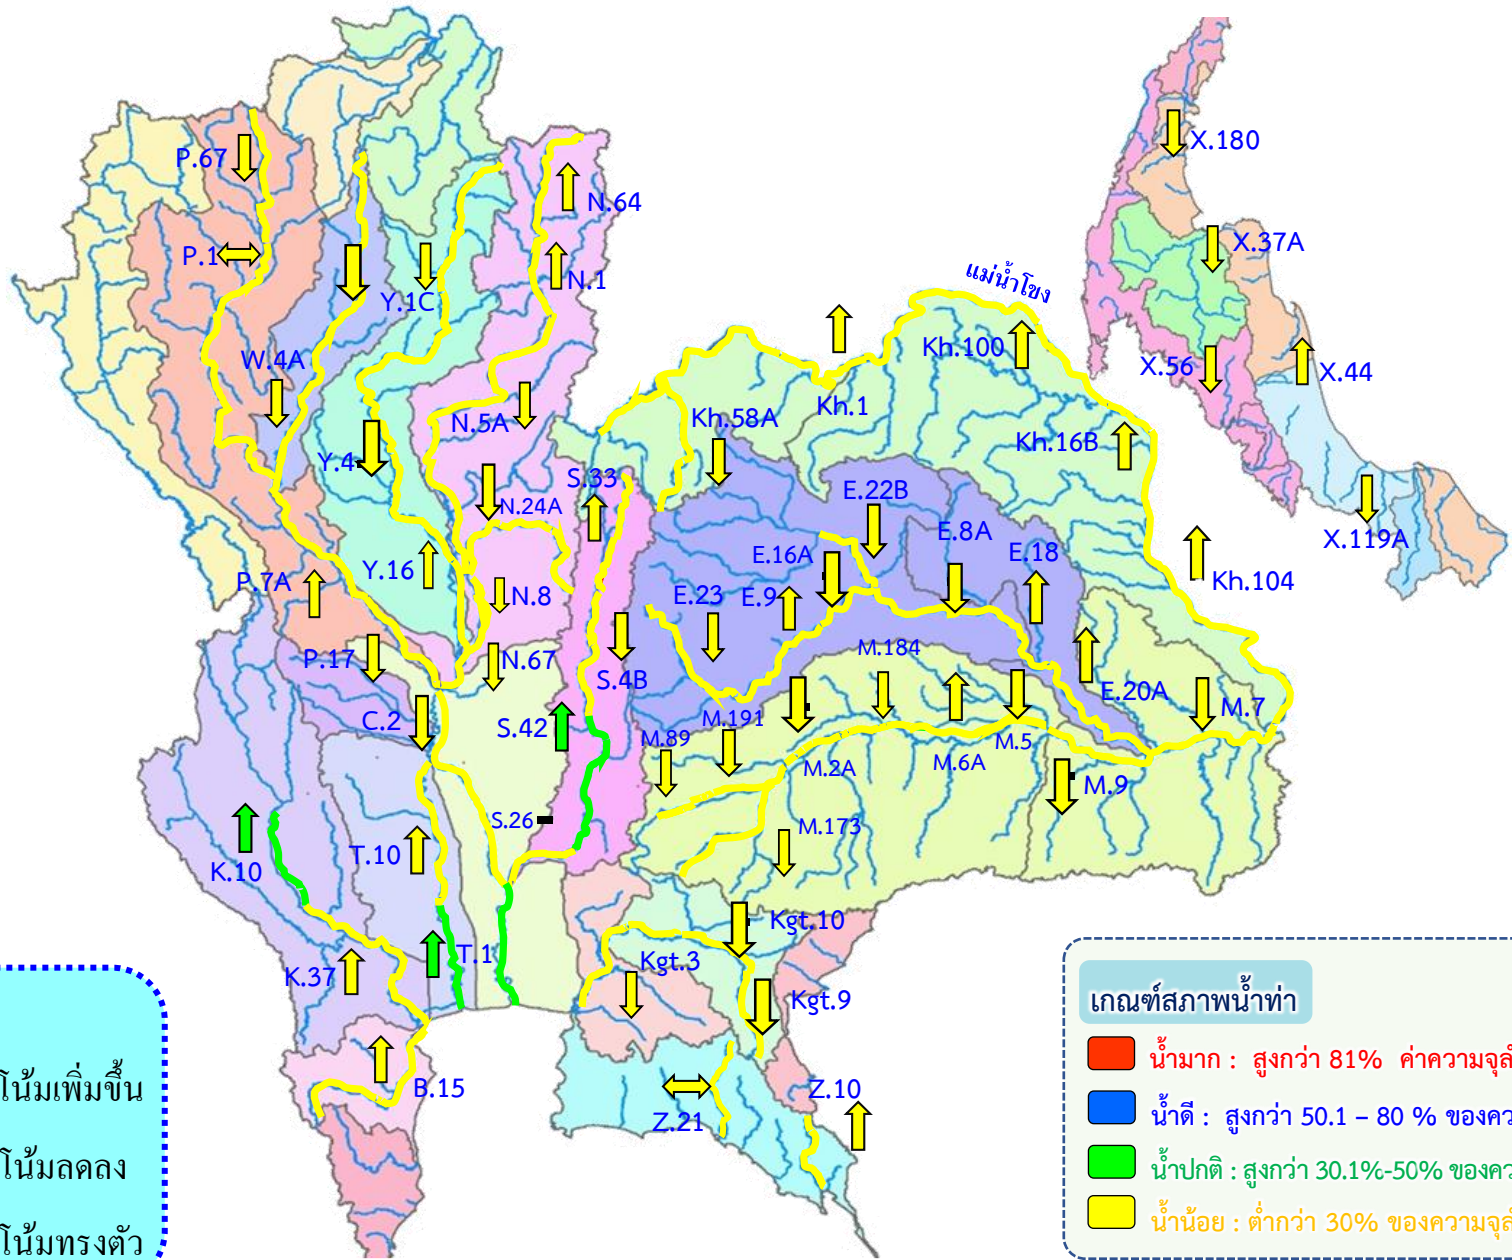 P.67
X.180
N.64
P.1
X.37A
N.1
แม่น้ำโขง
Y.1C
Kh.100
W.4A
X.56
X.44
Kh.1
N.5A
Kh.58A
Kh.16B
Y.4
S.33
E.22B
N.24A
E.8A
X.119A
E.16A
E.18
Y.16
P.7A
Kh.104
N.8
E.23
E.9
P.17
N.67
M.184
S.4B
E.20A
C.2
S.42
M.191
M.7
M.89
M.5
M.2A
M.6A
M.9
S.26
M.173
T.10
K.10
Kgt.10
T.1
Kgt.3
K.37
Kgt.9
B.15
Z.10
Z.21
โน้มเพิ่มขึ้น
โน้มลดลง
โน้มทรงตัว
เกณฑ์สภาพน้ำท่า
น้ำมาก : สูงกว่า 81% ค่าความจุลำ
น้ำดี : สูงกว่า 50.1 – 80 % ของคว
น้ำปกติ : สูงกว่า 30.1%-50% ของคว
น้ำน้อย : ต่ำกว่า 30% ของความจุลำ